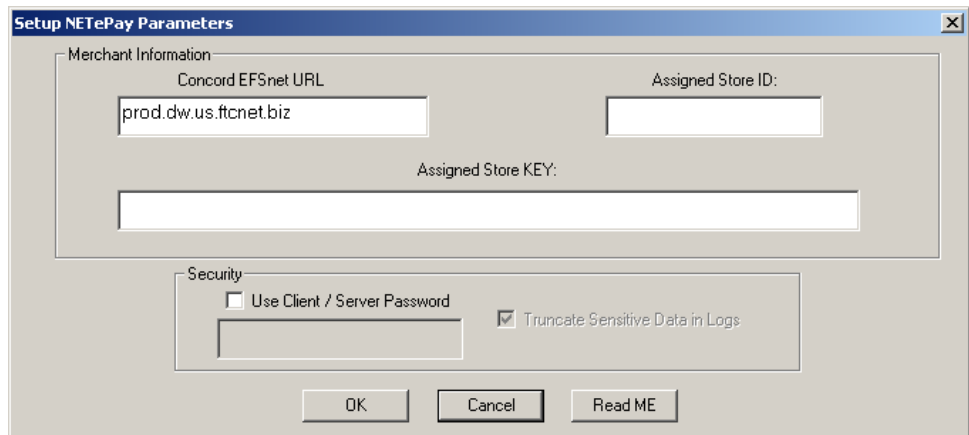 Setup NETePay Parameters
Merchant Information
Concord EFSnet URL
Assigned Store ID:
prod.dw.us.ftcnet.biz
Assigned Store KEY:
Security
Use Client / Server Password
Truncate Sensitive Data in Logs
OK
Cancel
Read ME